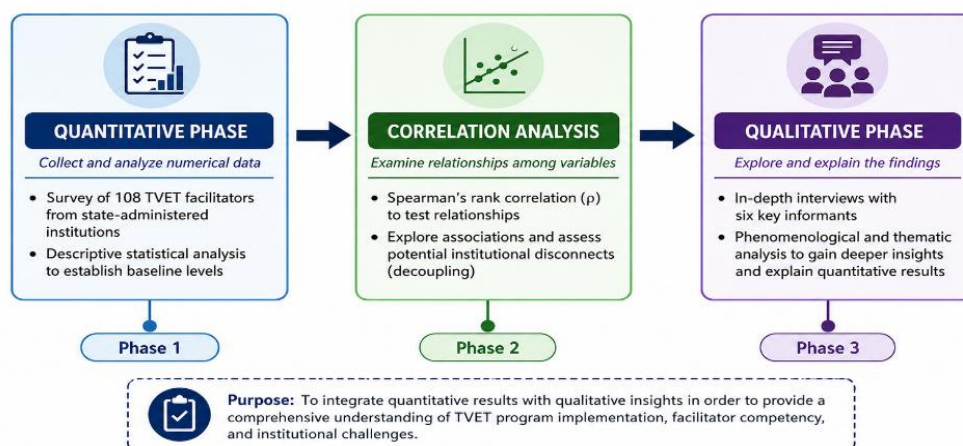 QUANTITATIVE PHASE
Collect and analyze numerical data
• Survey of 108 TVET facilitators
from state-administered
institutions
• Descriptive statistical analysis
to establish baseline levels
Phase 1
CORRELATION ANALYSIS
Examine relationships among variables
• Spearman's rank correlation (ρ)
to test relationships
• Explore associations and assess
potential institutional disconnects
(decoupling)
Phase 2
QUALITATIVE PHASE
Explore and explain the findings
• In-depth interviews with
six key informants
• Phenomenological and thematic
analysis to gain deeper insights
and explain quantitative results
Phase 3
Purpose: To integrate quantitative results with qualitative insights in order to provide a
comprehensive understanding of TVET program implementation, facilitator competency,
and institutional challenges.